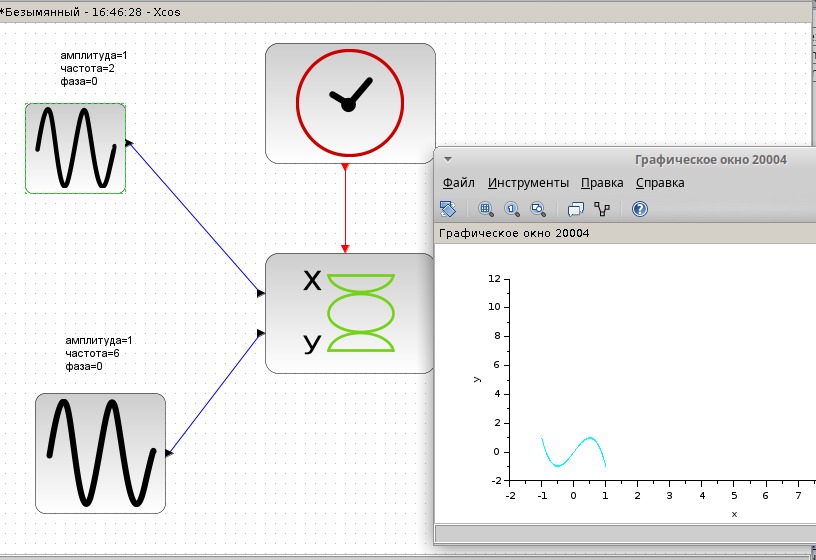 *Безымянный - 16:46:28 - Xcos
амплитуда=1
частота=2
фаза=0
X
У
амплитуда=1
частота=6
фаза=0
Графическое окно 20004
Файл Инструменты Правка Справка
Графическое окно 20004
12
10
8
6
4
2
0
-2
y
-2 -1 0 1 2 3 4 5 6 7
x